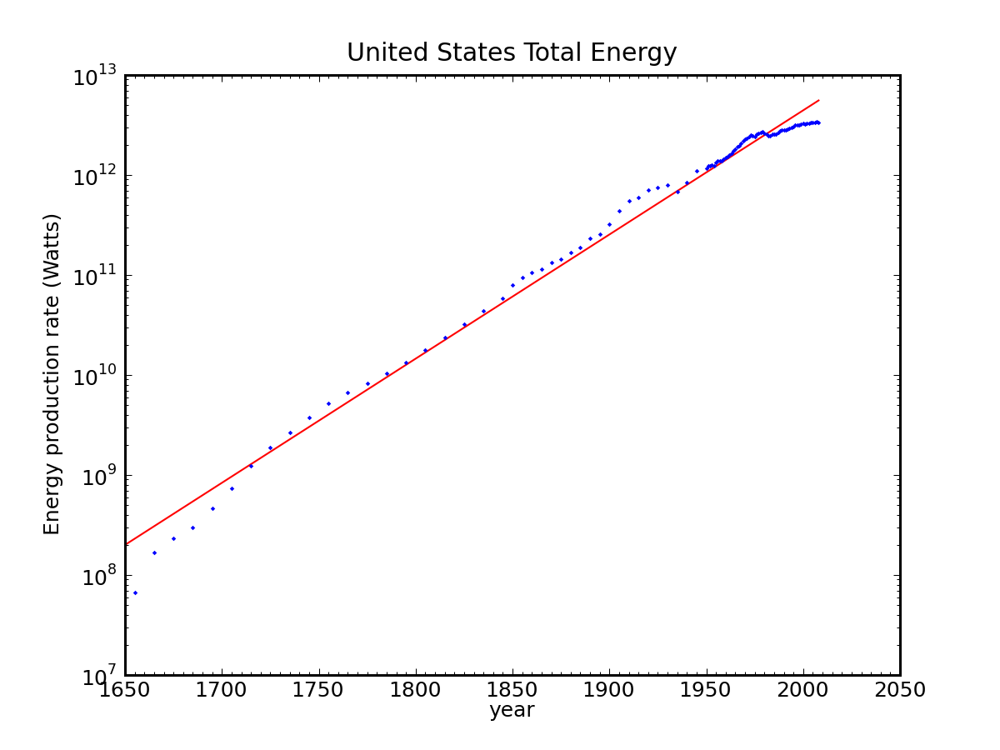 United States Total Energy
Energy production rate (Watts)
10^13
10^12
10^11
10^10
10^9
10^8
10^7
1650 1700 1750 1800 1850 1900 1950 2000 2050
year